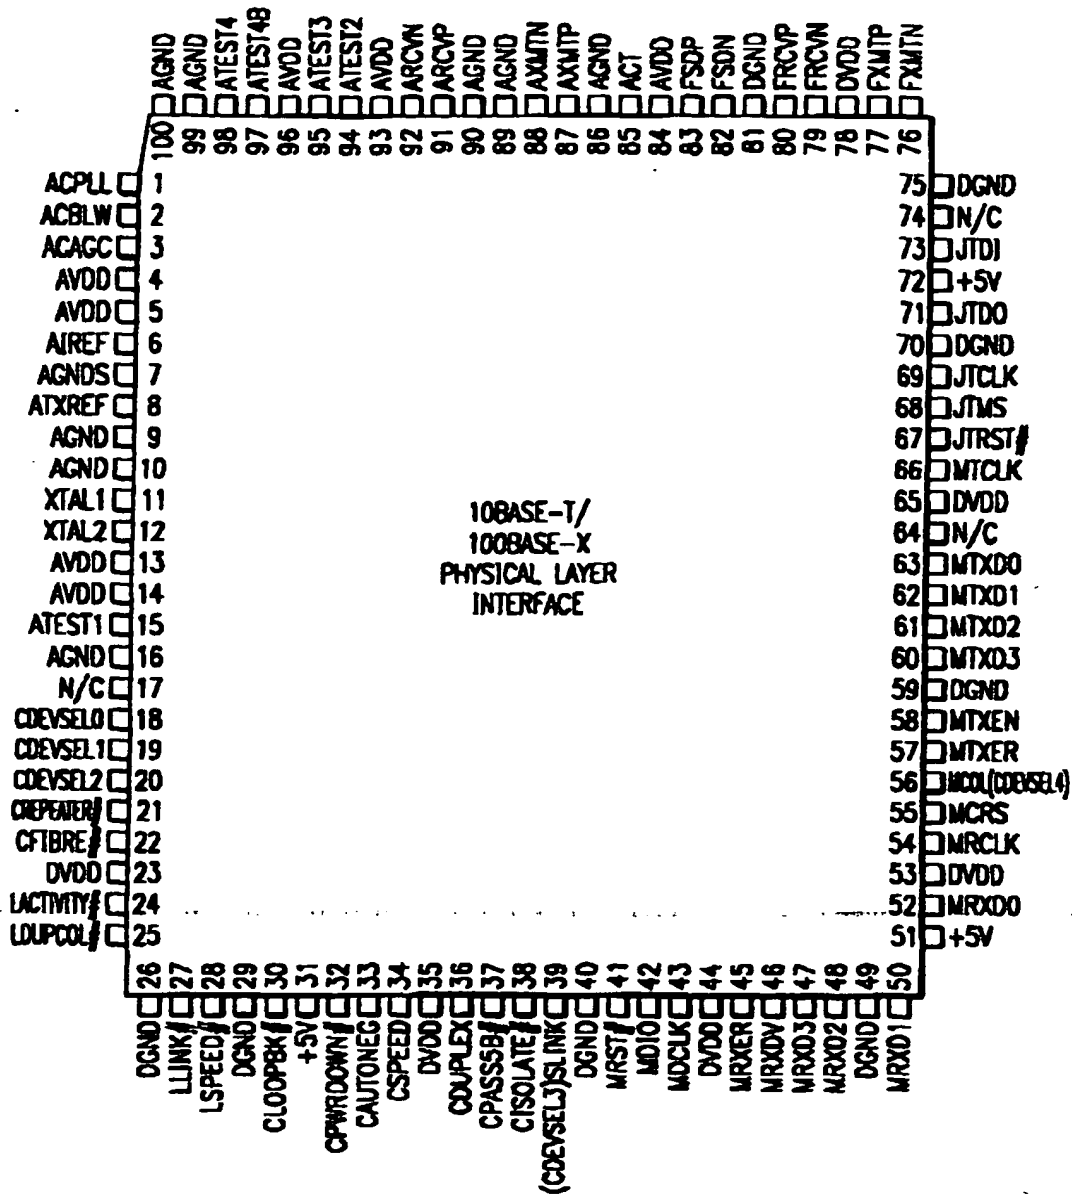 AGND
AGND
ATEST4
ATEST4B
AVDD
ATEST3
ATEST2
AVDD
ARCVN
ARCVP
AGND
AGND
AXMTN
AXMTP
AGND
ACT
AVDD
FSDP
FSDN
DGND
FRCVP
FRCVN
DVDD
FXMTP
FXMTN
100 99 98 97 96 95 94 93 92 91 90 89 88 87 86 85 84 83 82 81 80 79 78 77 76
ACPLL 1
ACBLW 2
ACAGC 3
AVDD 4
AVDD 5
AIREF 6
AGNDS 7
ATXREF 8
AGND 9
AGND 10
XTAL1 11
XTAL2 12
AVDD 13
AVDD 14
ATEST1 15
AGND 16
N/C 17
CDEVSEL0 18
CDEVSEL1 19
CDEVSEL2 20
CREPEATER# 21
CFIBRE# 22
DVDD 23
LACTIVITY# 24
LDUPCOL# 25
10BASE-T/
100BASE-X
PHYSICAL LAYER
INTERFACE
75 DGND
74 N/C
73 JTDI
72 +5V
71 JTDO
70 DGND
69 JTCLK
68 JTMS
67 JTRST#
66 MTCLK
65 DVDD
64 N/C
63 MTXD0
62 MTXD1
61 MTXD2
60 MTXD3
59 DGND
58 MTXEN
57 MTXER
56 MCOL(CDEVSEL4)
55 MCRS
54 MRCLK
53 DVDD
52 MRXD0
51 +5V
26 27 28 29 30 31 32 33 34 35 36 37 38 39 40 41 42 43 44 45 46 47 48 49 50
DGND
LLINK#
LSPEED#
DGND
CLOOPBK#
+5V
CPWRDOWN#
CAUTONEG
CSPEED
DVDD
CDUPLEX
CPASS5B#
CISOLATE#
(CDEVSEL3)SLINK
DGND
MRST#
MDIO
MDCLK
DVDD
MRXER
MRXDV
MRXD3
MRXD2
DGND
MRXD1